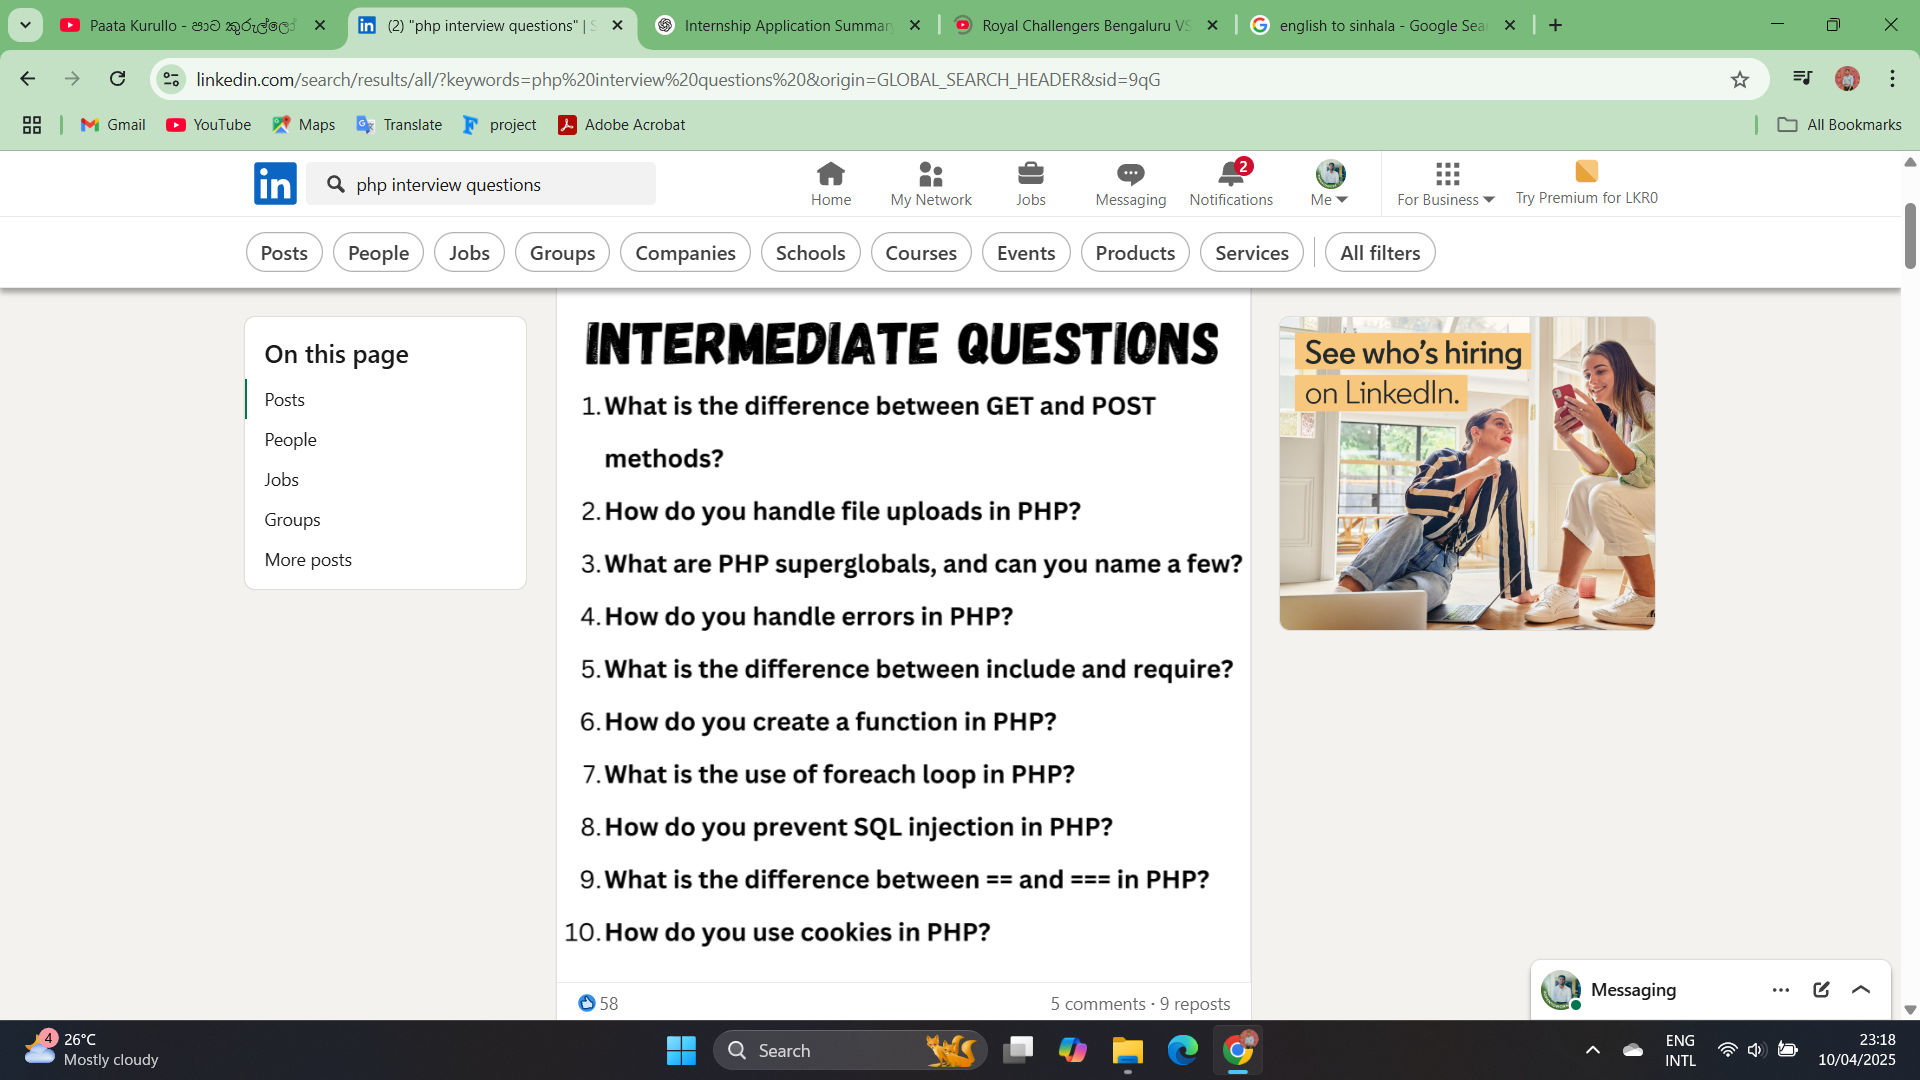 Paata Kurullo - පාට කුරුල්ලෝ
(2) "php interview questions" | S
Internship Application Summary
Royal Challengers Bengaluru VS
english to sinhala - Google Sea
linkedin.com/search/results/all/?keywords=php%20interview%20questions%20&origin=GLOBAL_SEARCH_HEADER&sid=9qG
Gmail
YouTube
Maps
Translate
project
Adobe Acrobat
All Bookmarks
in
php interview questions
Home
My Network
Jobs
Messaging
2
Notifications
Me
For Business
Try Premium for LKR0
Posts
People
Jobs
Groups
Companies
Schools
Courses
Events
Products
Services
All filters
On this page
Posts
People
Jobs
Groups
More posts
INTERMEDIATE QUESTIONS
1. What is the difference between GET and POST
methods?
2. How do you handle file uploads in PHP?
3. What are PHP superglobals, and can you name a few?
4. How do you handle errors in PHP?
5. What is the difference between include and require?
6. How do you create a function in PHP?
7. What is the use of foreach loop in PHP?
8. How do you prevent SQL injection in PHP?
9. What is the difference between == and === in PHP?
10. How do you use cookies in PHP?
58
5 comments · 9 reposts
See who's hiring
on LinkedIn.
Messaging
4
26°C
Mostly cloudy
Search
ENG
INTL
23:18
10/04/2025